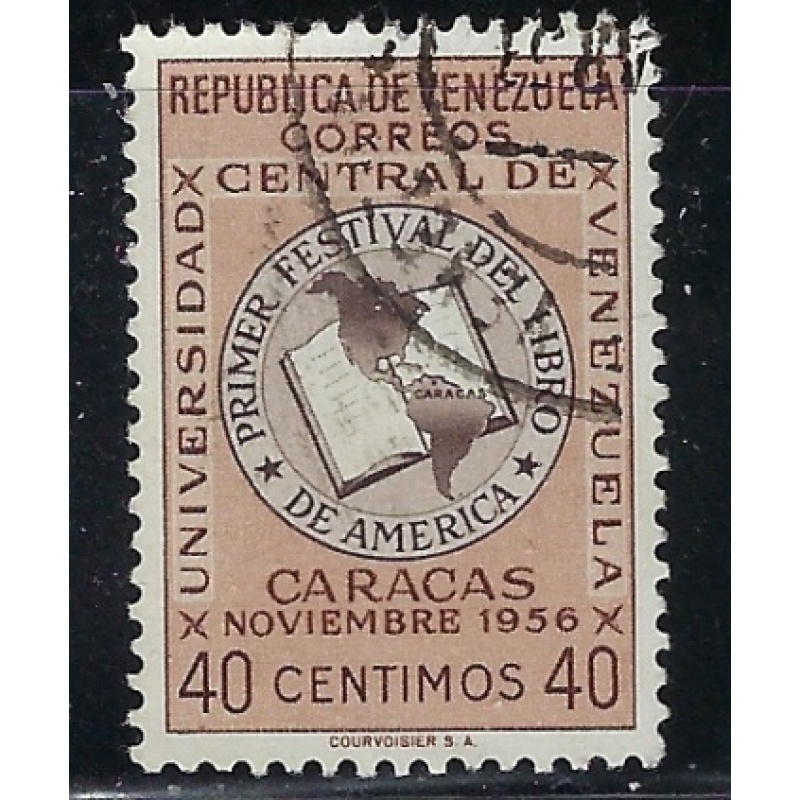 REPUBLICA DE VENEZUELA
CORREOS
UNIVERSIDAD
CENTRAL DE
VENEZUELA
PRIMER FESTIVAL DEL LIBRO
DE AMERICA
CARACAS
CARACAS
NOVIEMBRE 1956
40 CENTIMOS 40
COURVOISIER S. A.